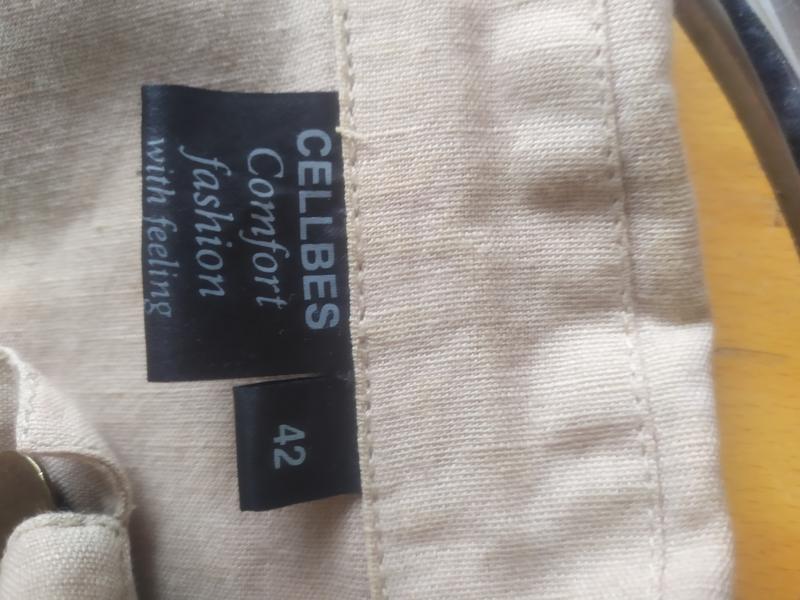 CELLBES
Comfort
fashion
with feeling
42